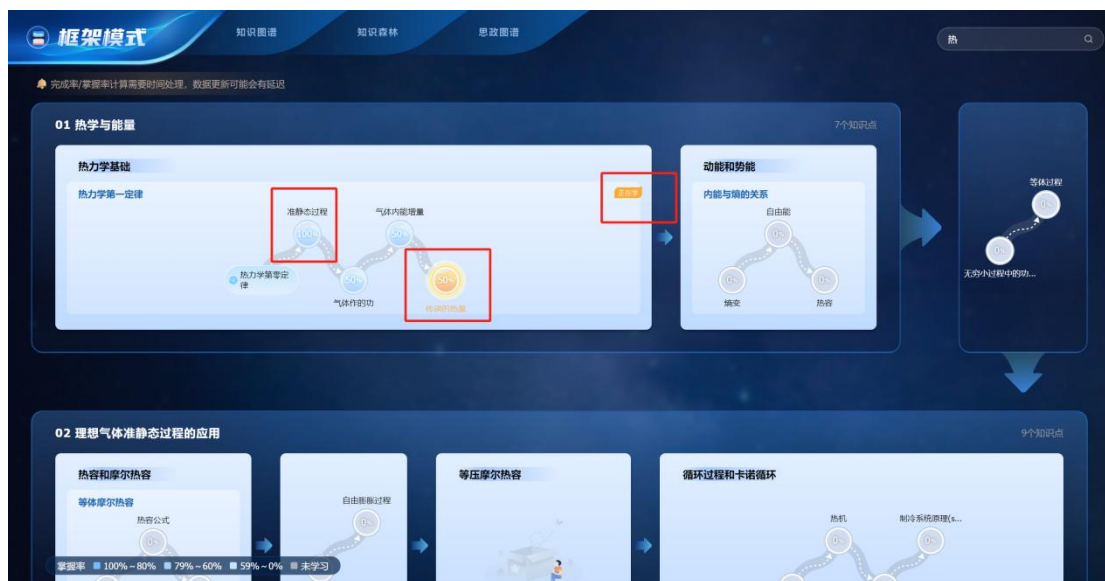 框架模式
知识图谱
知识森林
思政图谱
热
完成率/掌握率计算需要时间处理，数据更新可能会有延迟
01 热学与能量
7个知识点
热力学基础
热力学第一定律
正在学
准静态过程
100%
气体内能增量
50%
热力学第零定
律
50%
气体作的功
50%
传递的热量
动能和势能
内能与熵的关系
自由能
0%
0%
熵变
0%
热容
等体过程
0%
0%
无穷小过程中的功...
02 理想气体准静态过程的应用
9个知识点
热容和摩尔热容
等体摩尔热容
热容公式
0%
自由膨胀过程
0%
等压摩尔热容
循环过程和卡诺循环
热机
0%
制冷系统原理(s...
0%
掌握率 100%~80% 79%~60% 59%~0% 未学习